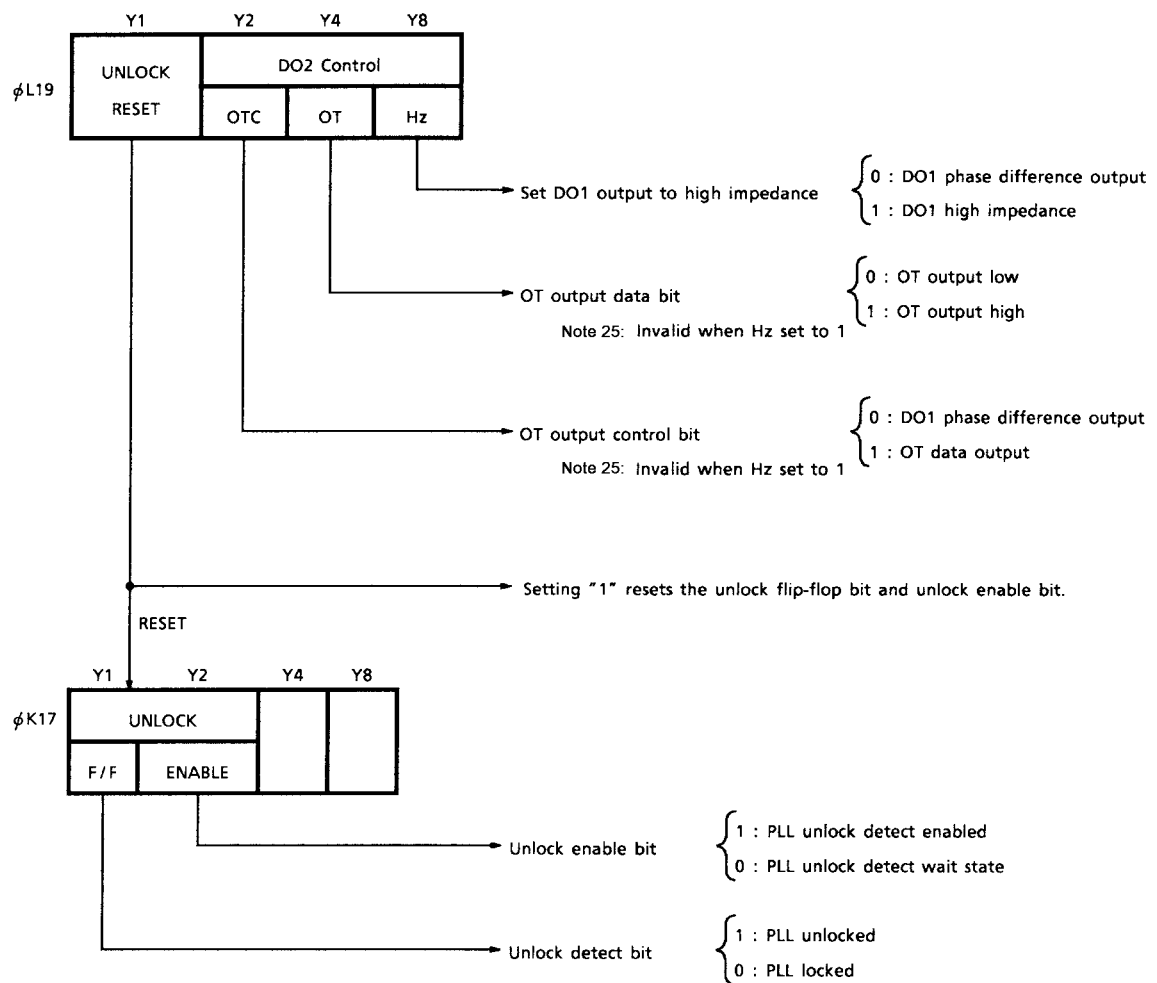 Y1 Y2 Y4 Y8
ϕL19
UNLOCK
RESET
DO2 Control
OTC OT Hz
Set DO1 output to high impedance
0 : DO1 phase difference output
1 : DO1 high impedance
OT output data bit
Note 25: Invalid when Hz set to 1
0 : OT output low
1 : OT output high
OT output control bit
Note 25: Invalid when Hz set to 1
0 : DO1 phase difference output
1 : OT data output
Setting "1" resets the unlock flip-flop bit and unlock enable bit.
RESET
Y1 Y2 Y4 Y8
ϕK17
UNLOCK
F/F ENABLE
Unlock enable bit
1 : PLL unlock detect enabled
0 : PLL unlock detect wait state
Unlock detect bit
1 : PLL unlocked
0 : PLL locked